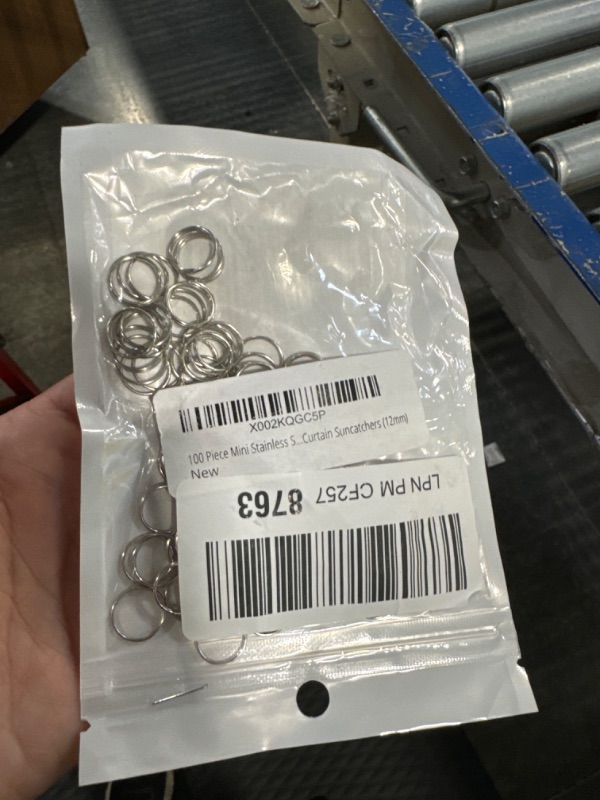 X002KQGC5P
100 Piece Mini Stainless S...Curtain Suncatchers (12mm)
New
LPN PM CF257 8763